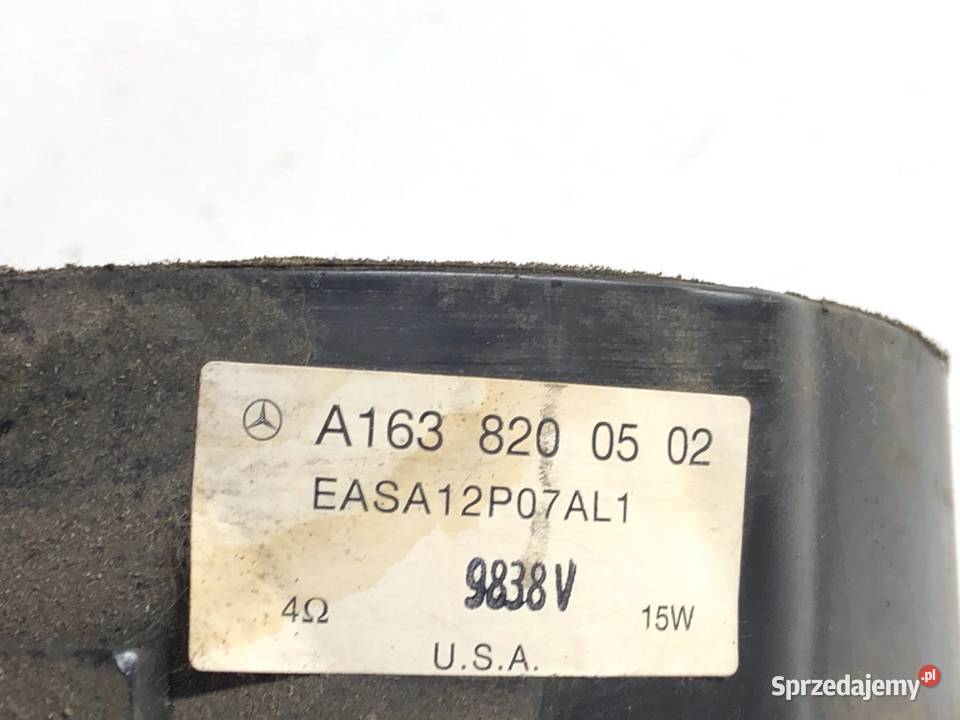 A163 820 05 02
EASA12P07AL1
9838V
4Ω 15W
U.S.A.
Sprzedajemy.pl